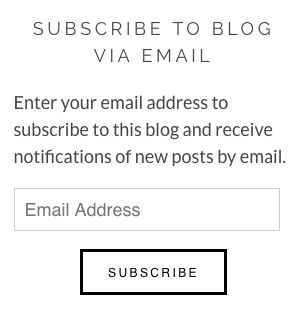 SUBSCRIBE TO BLOG
VIA EMAIL
Enter your email address to
subscribe to this blog and receive
notifications of new posts by email.
Email Address
SUBSCRIBE